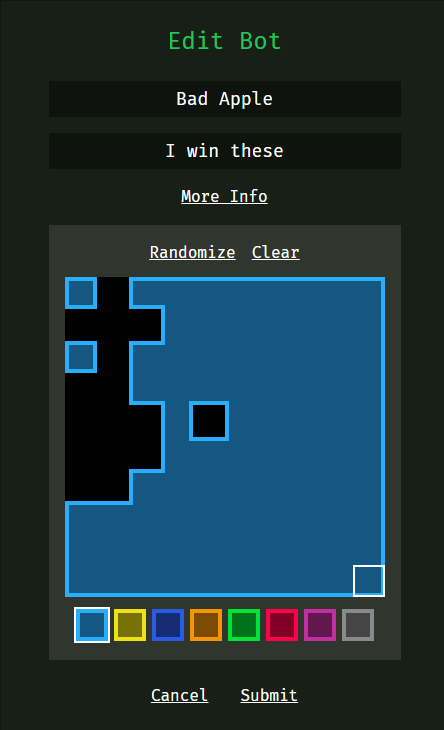 Edit Bot
Bad Apple
I win these
More Info
Randomize Clear
Cancel Submit